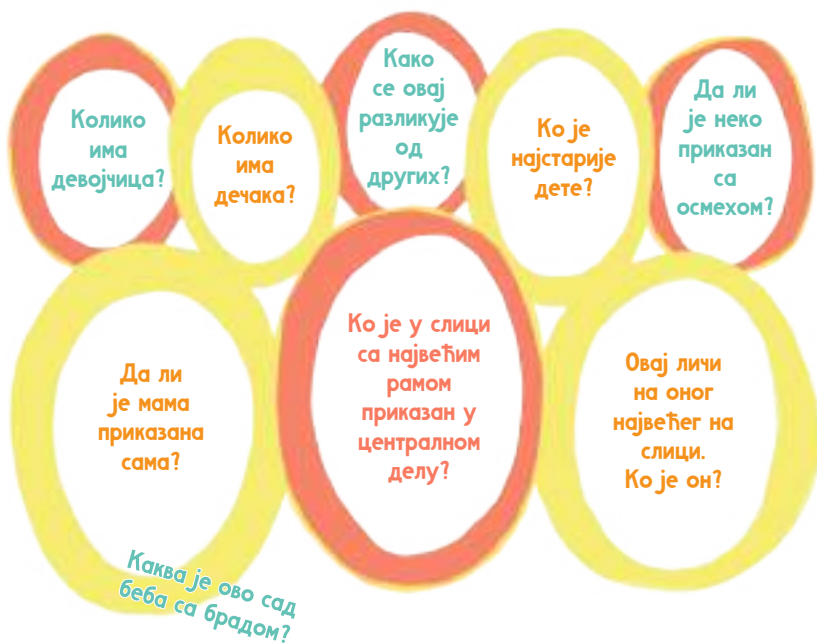 Колико
има
девојчица?
Колико
има
дечака?
Како
се овај
разликује
од
других?
Ко је
најстарије
дете?
Да ли
је неко
приказан
са
осмехом?
Да ли
је мама
приказана
сама?
Ко је у слици
са највећим
рамом
приказан у
централном
делу?
Овај личи
на оног
највећег на
слици.
Ко је он?
Каква је ово сад
беба са брадом?